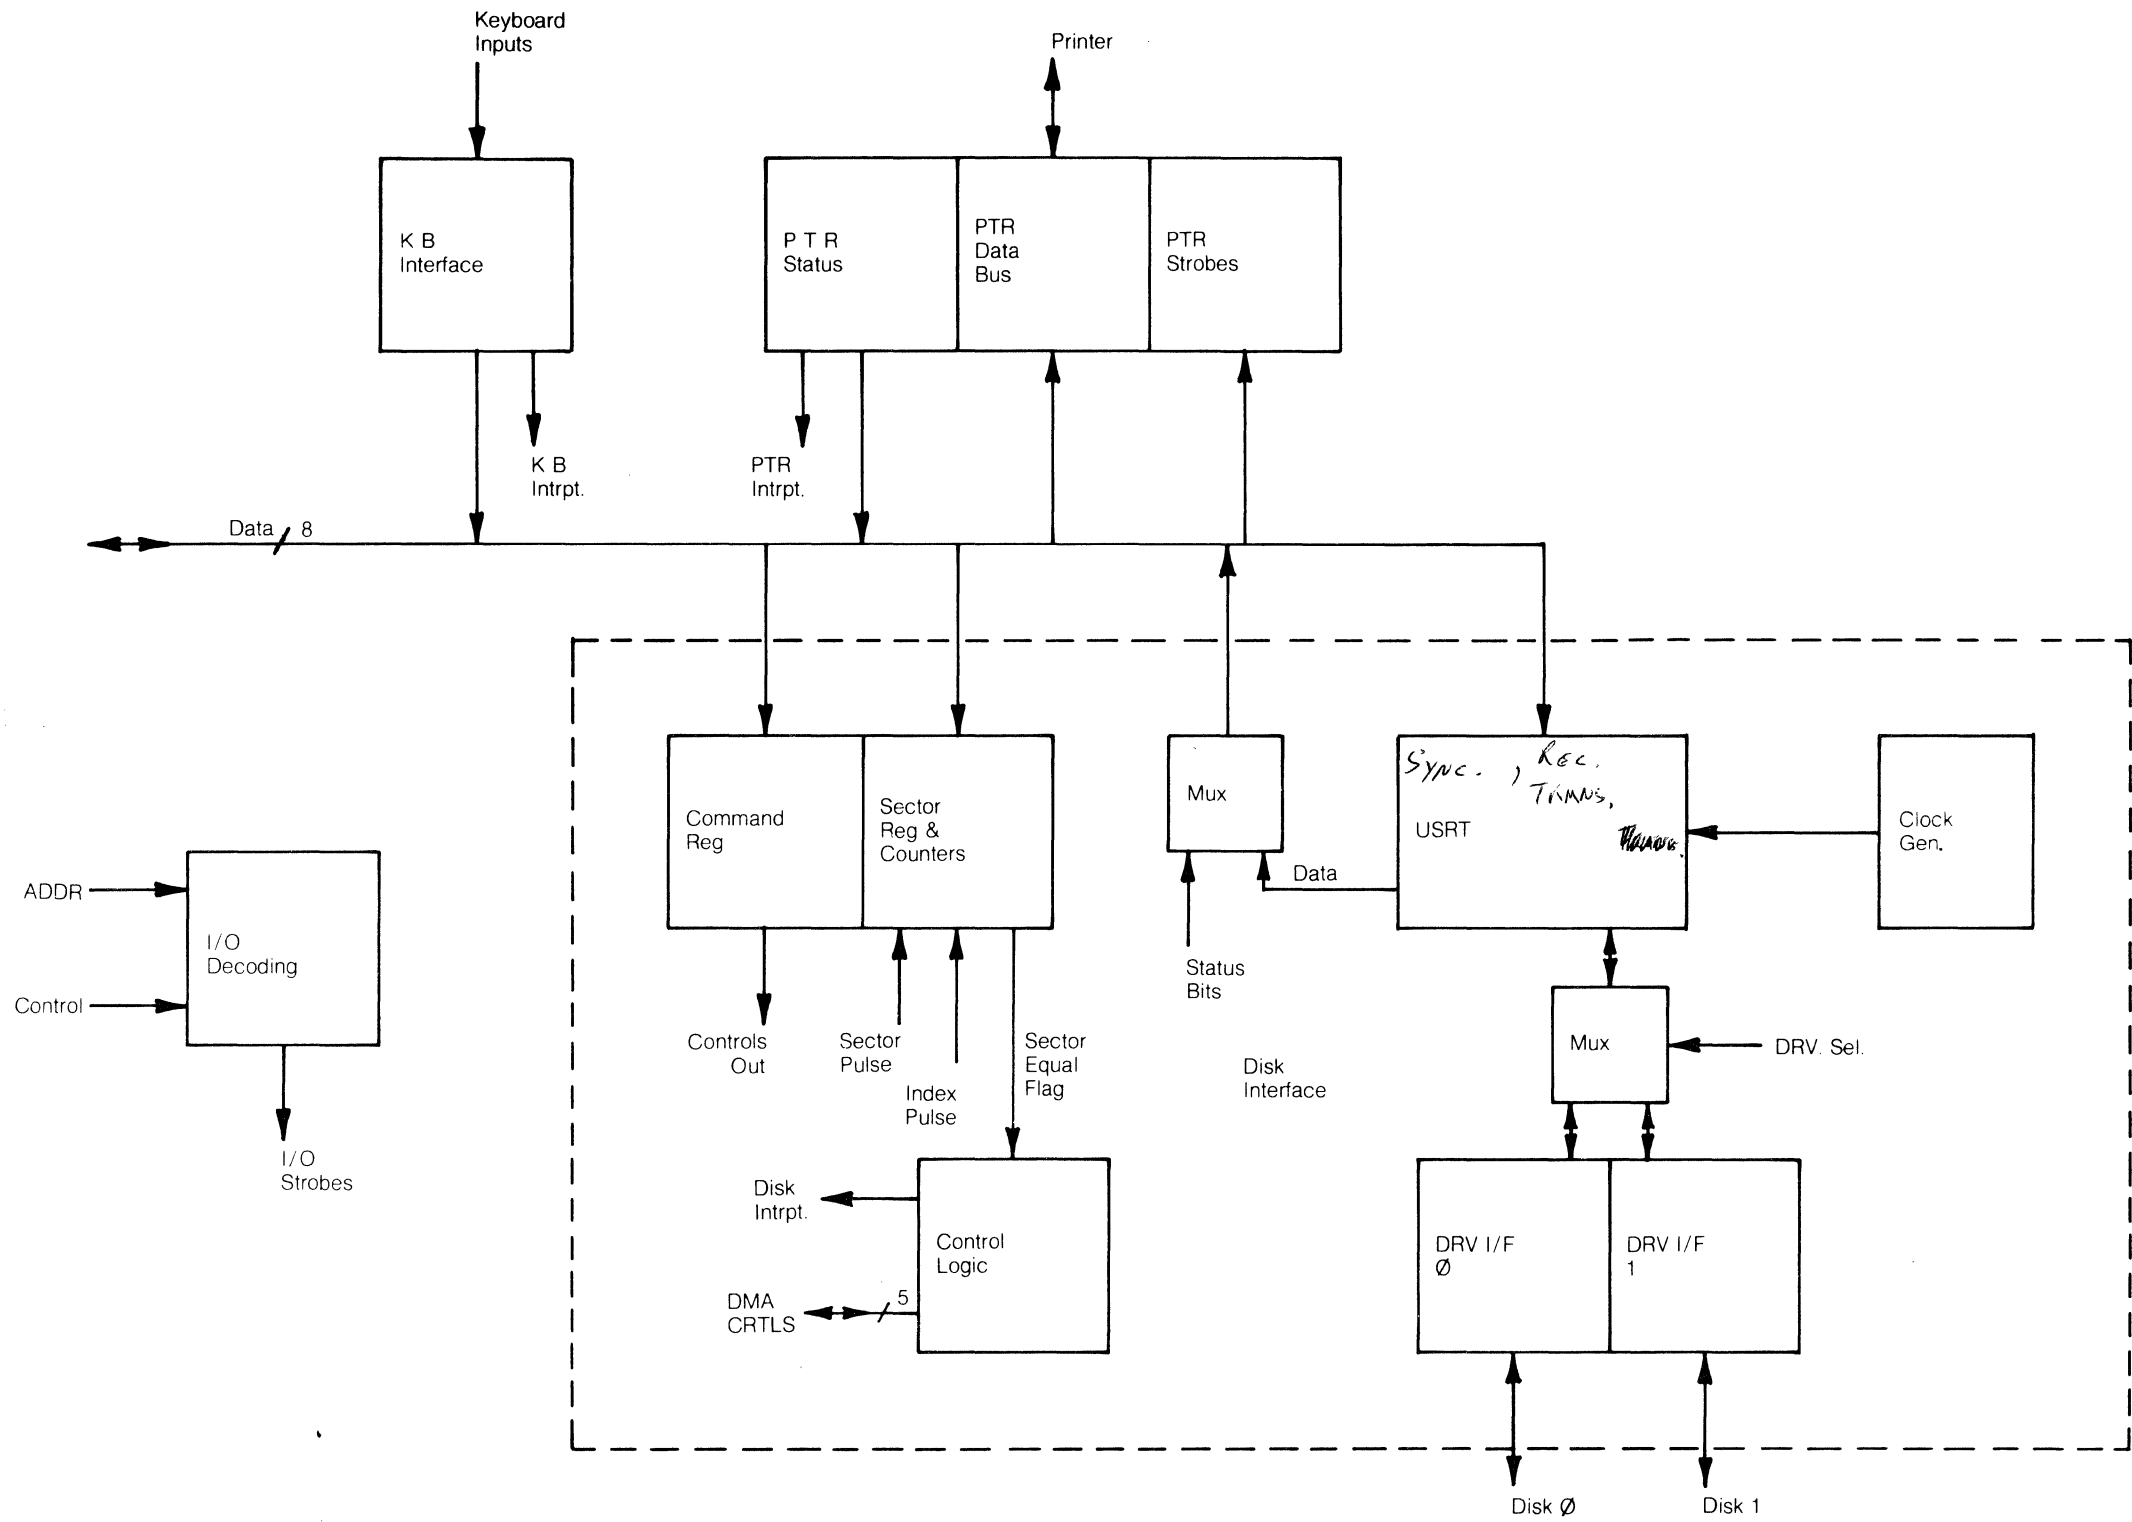 Keyboard
Inputs
Printer
K B
Interface
P T R
Status
PTR
Data
Bus
PTR
Strobes
K B
Intrpt.
PTR
Intrpt.
Data 8
Command
Reg
Sector
Reg &
Counters
Mux
SYNC. , REC.
TRANS.
USRT
Clock
Gen.
Data
ADDR
I/O
Decoding
Control
Status
Bits
Controls
Out
Sector
Pulse
Index
Pulse
Sector
Equal
Flag
Disk
Interface
Mux
DRV. Sel.
I/O
Strobes
Disk
Intrpt.
Control
Logic
DMA
CRTLS
5
DRV I/F
Ø
DRV I/F
1
Disk Ø
Disk 1